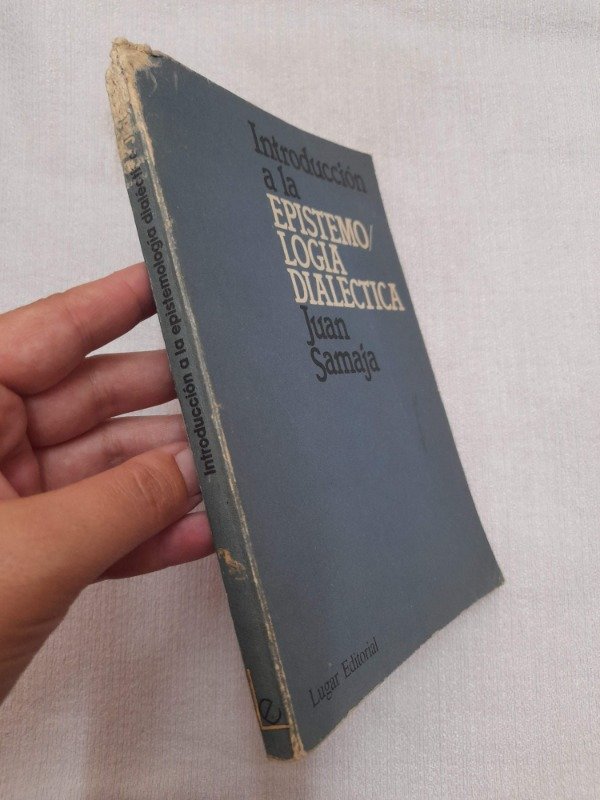 Introducción
a la
EPISTEMO/
LOGIA
DIALECTICA
Juan
Samaja
Lugar Editorial
Introducción a la epistemología dialéctica
e